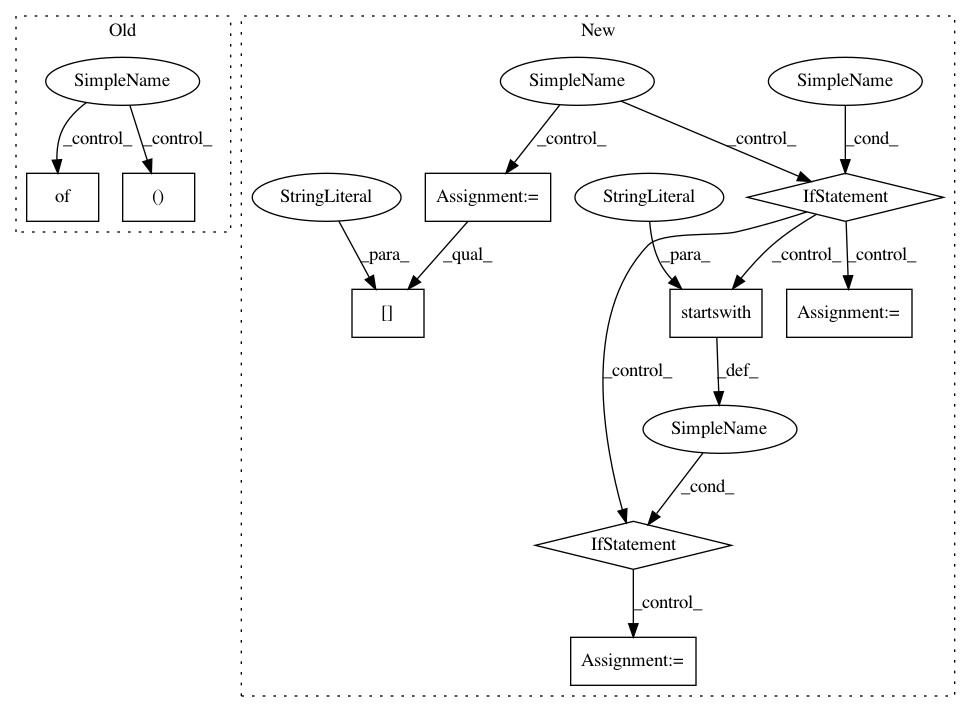 Old
New
SimpleName
SimpleName
SimpleName
_control_
_control_
_control_
_control_
_cond_
of
()
StringLiteral
Assignment:=
StringLiteral
IfStatement
_para_
_qual_
_para_
_control_
_control_
[]
startswith
Assignment:=
_control_
_def_
SimpleName
_cond_
IfStatement
_control_
Assignment:=